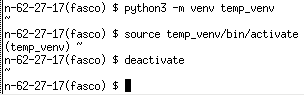 n-62-27-17(fasco) $ python3 -m venv temp_venv
~
n-62-27-17(fasco) $ source temp_venv/bin/activate
(temp_venv) ~
n-62-27-17(fasco) $ deactivate
~
n-62-27-17(fasco) $